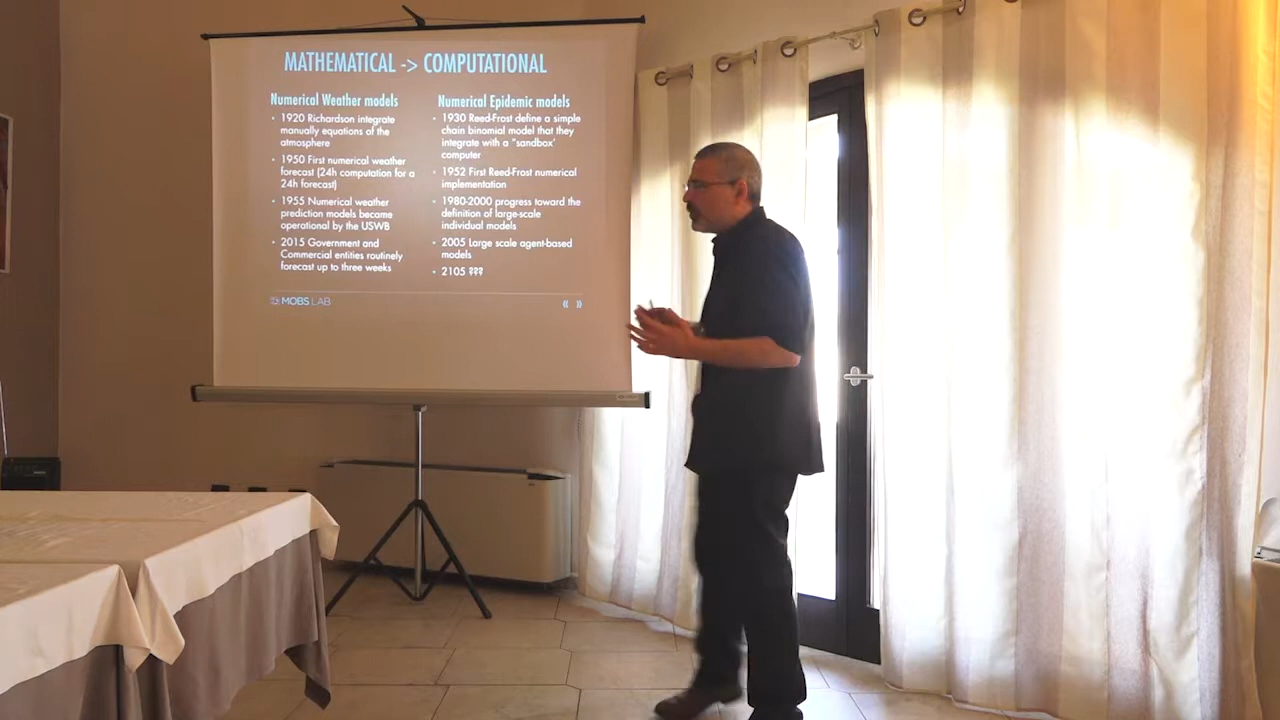 MATHEMATICAL -> COMPUTATIONAL
Numerical Weather models
• 1920 Richardson integrate
manually equations of the
atmosphere
• 1950 First numerical weather
forecast (24h computation for a
24h forecast)
• 1955 Numerical weather
prediction models became
operational by the USWB
• 2015 Government and
Commercial entities routinely
forecast up to three weeks
Numerical Epidemic models
• 1930 Reed-Frost define a simple
chain binomial model that they
integrate with a "sandbox'
computer
• 1952 First Reed-Frost numerical
implementation
• 1980-2000 progress toward the
definition of large-scale
individual models
• 2005 Large scale agent-based
models
• 2105 ???
MOBS LAB
« »